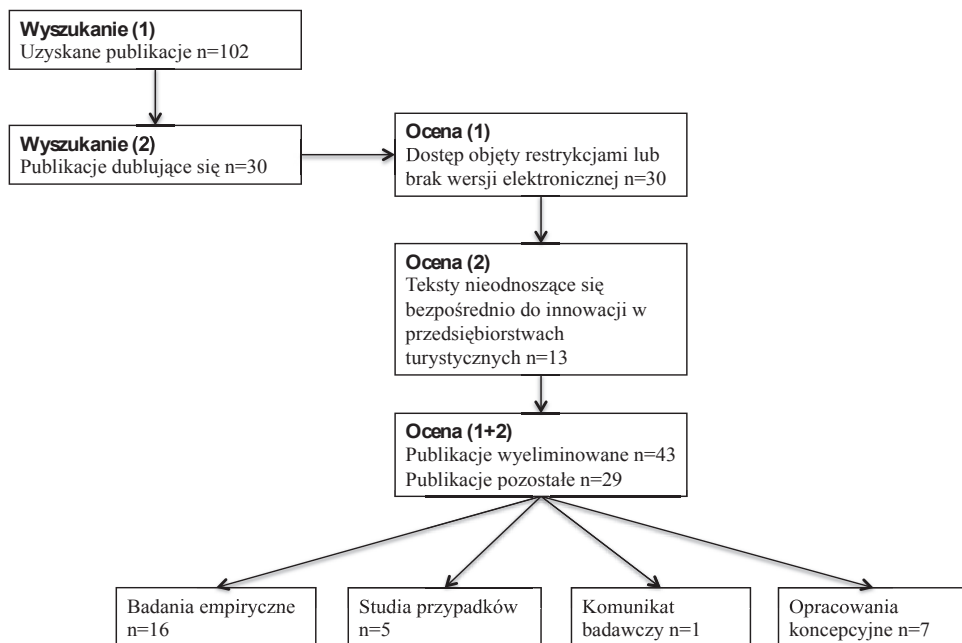 Wyszukanie (1)
Uzyskane publikacje n=102
Wyszukanie (2)
Publikacje dublujące się n=30
Ocena (1)
Dostęp objęty restrykcjami lub
brak wersji elektronicznej n=30
Ocena (2)
Teksty nieodnoszące się
bezpośrednio do innowacji w
przedsiębiorstwach
turystycznych n=13
Ocena (1+2)
Publikacje wyeliminowane n=43
Publikacje pozostałe n=29
Badania empiryczne
n=16
Studia przypadków
n=5
Komunikat
badawczy n=1
Opracowania
koncepcyjne n=7